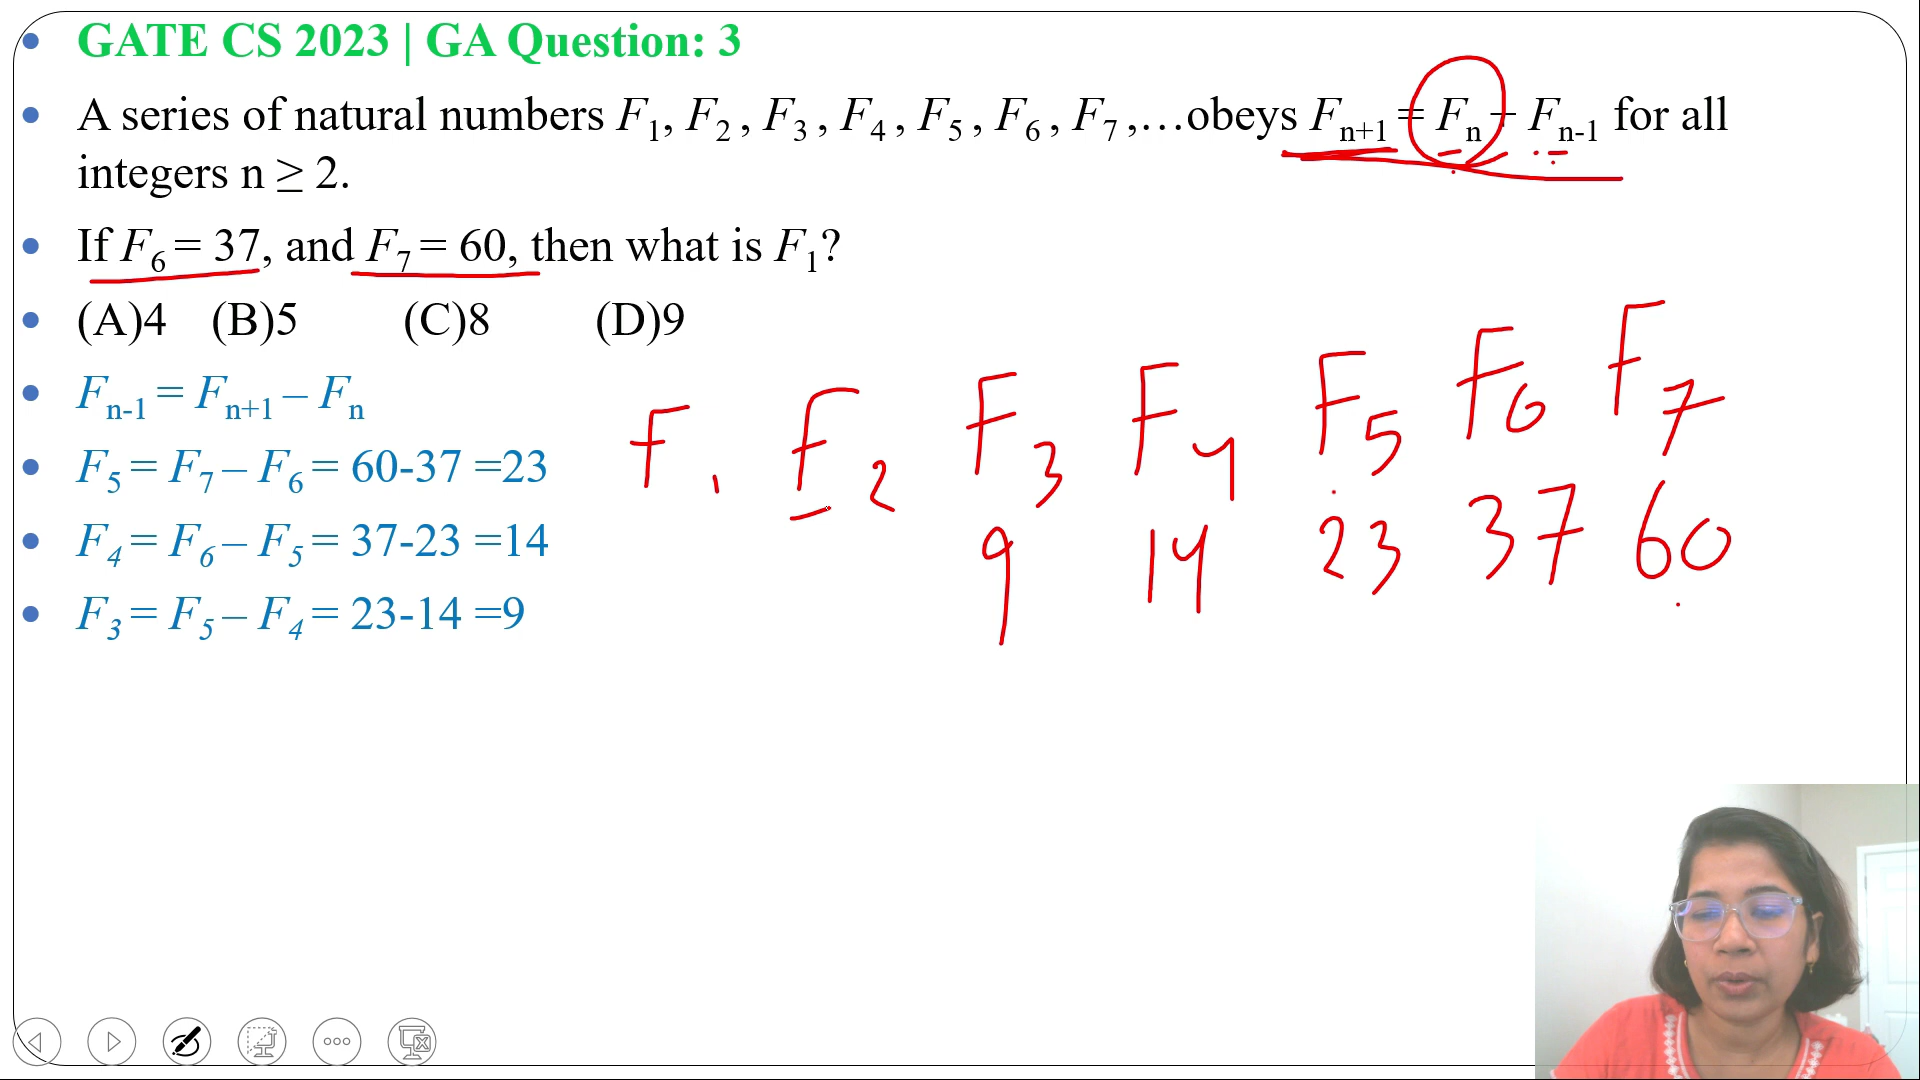 GATE CS 2023 | GA Question: 3
A series of natural numbers F1, F2 , F3 , F4 , F5 , F6 , F7 ,…obeys Fn+1 = Fn + Fn-1 for all
integers n ≥ 2.
If F6 = 37, and F7 = 60, then what is F1?
(A)4 (B)5 (C)8 (D)9
Fn-1 = Fn+1 – Fn
F5 = F7 – F6 = 60-37 =23
F4 = F6 – F5 = 37-23 =14
F3 = F5 – F4 = 23-14 =9
F1 F2 F3 F4 F5 F6 F7
9 14 23 37 60